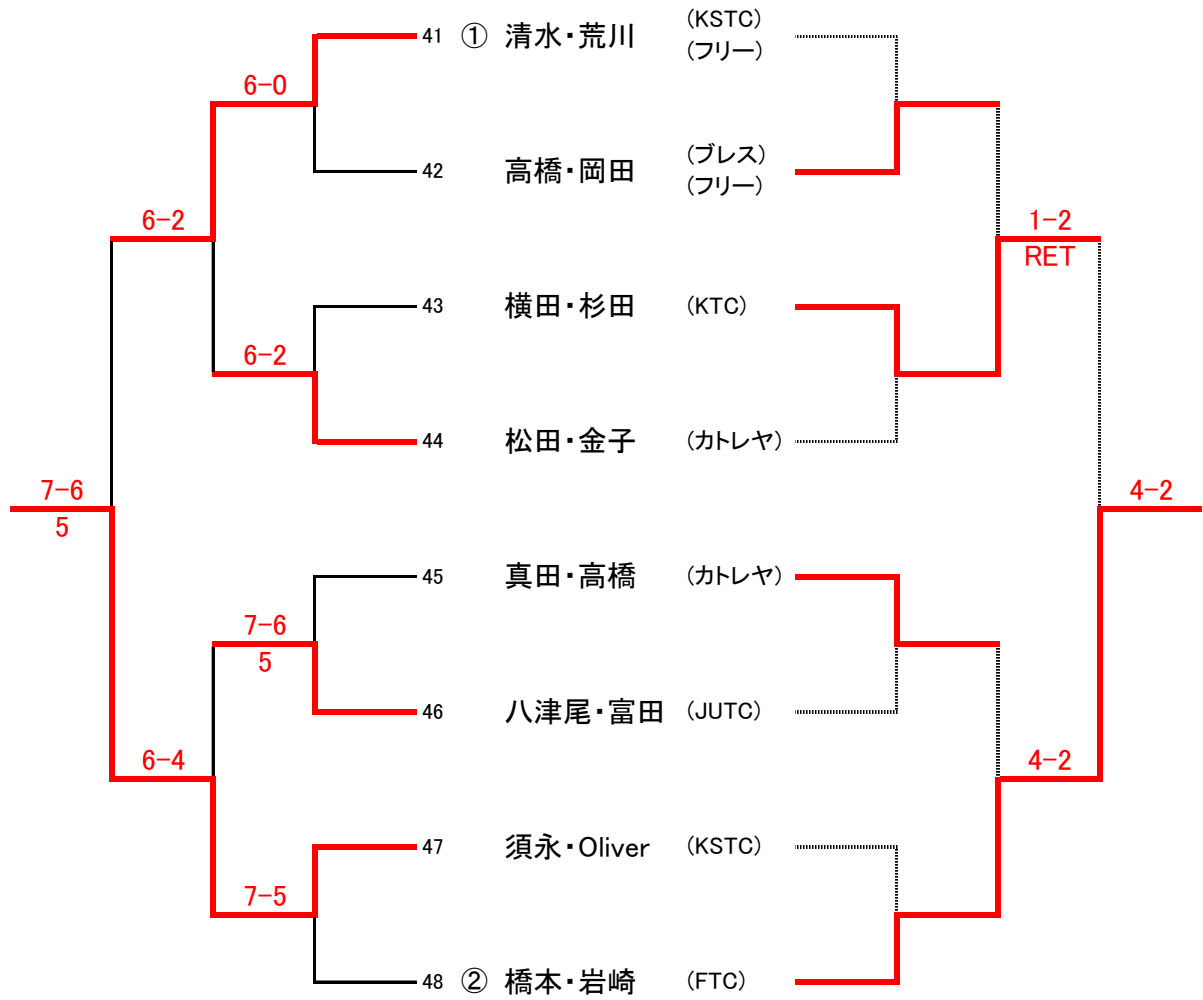 41 ① 清水・荒川 (KSTC)
(フリー)
6-0
42 高橋・岡田 (ブレス)
(フリー)
6-2 1-2
RET
43 横田・杉田 (KTC)
6-2
44 松田・金子 (カトレヤ)
7-6 4-2
5
45 真田・高橋 (カトレヤ)
7-6
5
46 八津尾・富田 (JUTC)
6-4 4-2
47 須永・Oliver (KSTC)
7-5
48 ② 橋本・岩崎 (FTC)